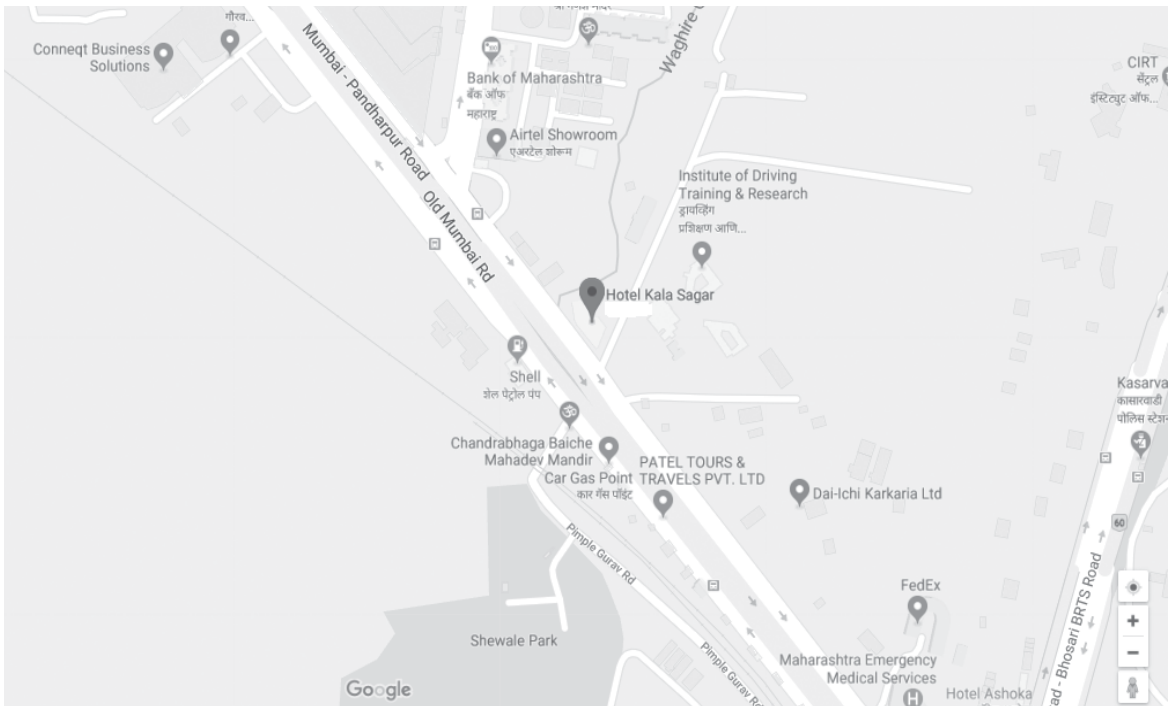 गौरव...
Conneqt Business
Solutions
Mumbai - Pandharpur Road
Old Mumbai Rd
Bank of Maharashtra
बँक ऑफ
महाराष्ट्र
Airtel Showroom
एअरटेल शोरूम
Waghire
CIRT
सेंट्रल
इंस्टिट्युट ऑफ...
Institute of Driving
Training & Research
ड्रायव्हिंग
प्रशिक्षण आणि...
Hotel Kala Sagar
Shell
शेल पेट्रोल पंप
Chandrabhaga Baiche
Mahadev Mandir
Car Gas Point
कार गॅस पॉइंट
PATEL TOURS &
TRAVELS PVT. LTD
Dai-Ichi Karkaria Ltd
Kasarva
कासारवाडी
पोलिस स्टेशन
60
Pimple Gurav Rd
FedEx
Shewale Park
Pimple Gurav Rd
Maharashtra Emergency
Medical Services
H
Hotel Ashoka
ad - Bhosari BRTS Road
Google